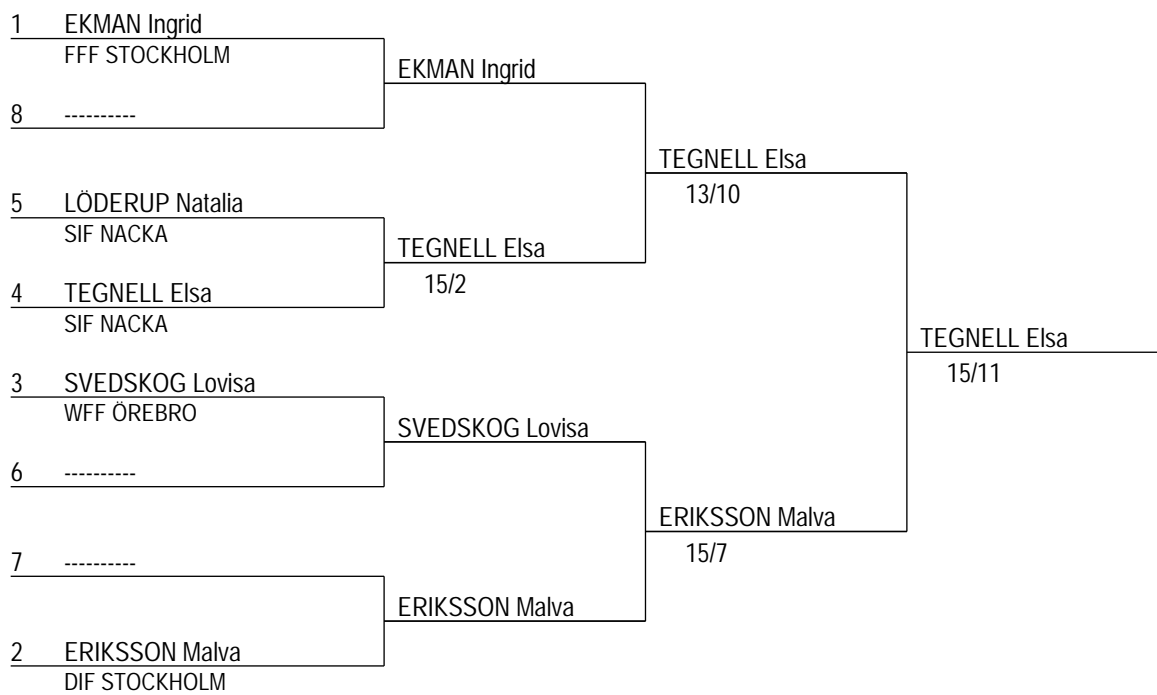 1 EKMAN Ingrid
FFF STOCKHOLM
EKMAN Ingrid
8 ----------
TEGNELL Elsa
13/10
5 LÖDERUP Natalia
SIF NACKA
TEGNELL Elsa
15/2
4 TEGNELL Elsa
SIF NACKA
TEGNELL Elsa
15/11
3 SVEDSKOG Lovisa
WFF ÖREBRO
SVEDSKOG Lovisa
6 ----------
ERIKSSON Malva
15/7
7 ----------
ERIKSSON Malva
2 ERIKSSON Malva
DIF STOCKHOLM